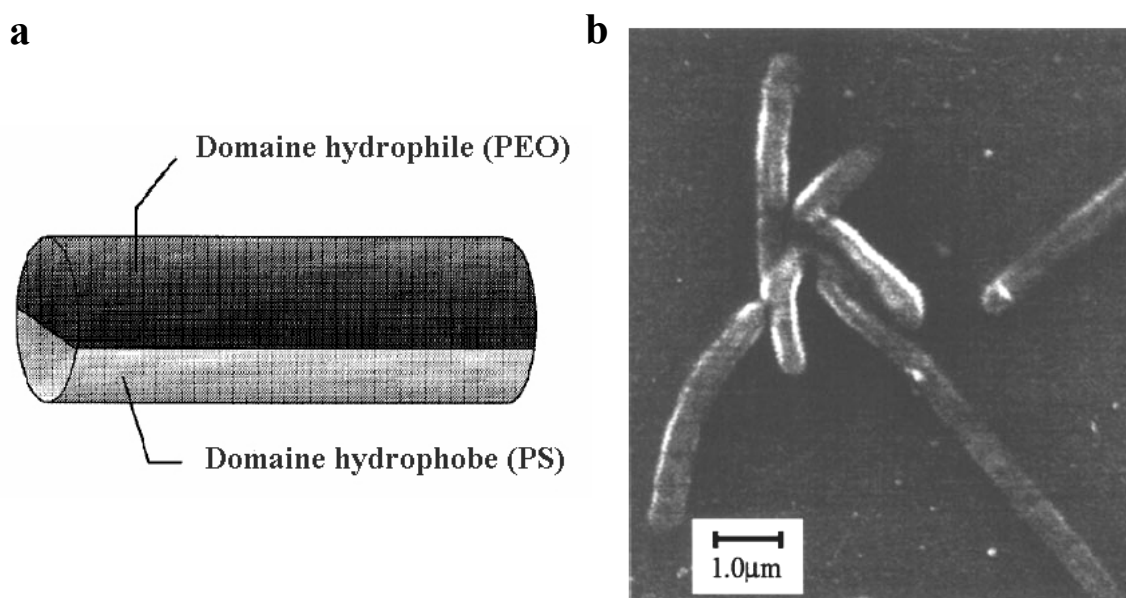 a
b
Domaine hydrophile (PEO)
Domaine hydrophobe (PS)
1.0μm